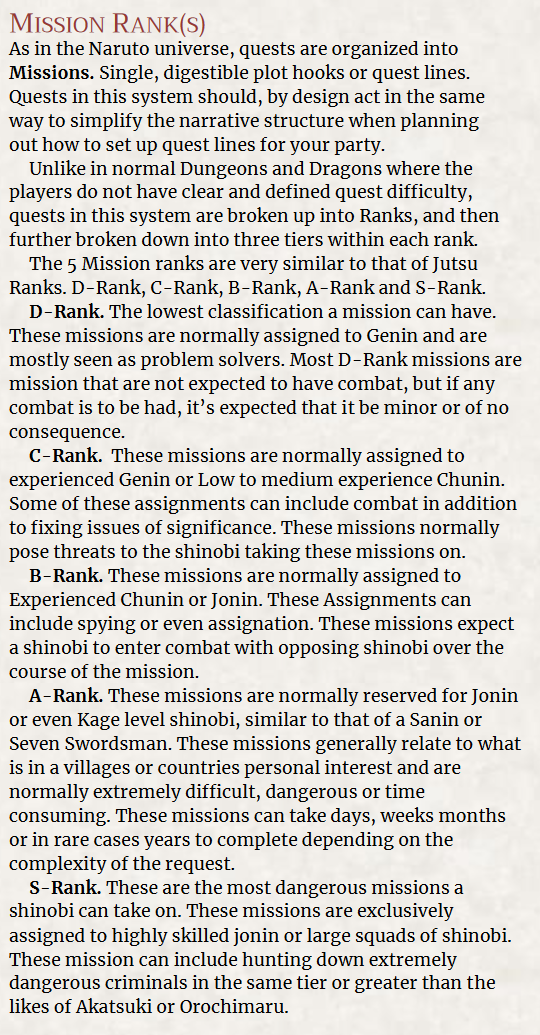 MISSION RANK(S)
As in the Naruto universe, quests are organized into
Missions. Single, digestible plot hooks or quest lines.
Quests in this system should, by design act in the same
way to simplify the narrative structure when planning
out how to set up quest lines for your party.
Unlike in normal Dungeons and Dragons where the
players do not have clear and defined quest difficulty,
quests in this system are broken up into Ranks, and then
further broken down into three tiers within each rank.
The 5 Mission ranks are very similar to that of Jutsu
Ranks. D-Rank, C-Rank, B-Rank, A-Rank and S-Rank.
D-Rank. The lowest classification a mission can have.
These missions are normally assigned to Genin and are
mostly seen as problem solvers. Most D-Rank missions are
mission that are not expected to have combat, but if any
combat is to be had, it's expected that it be minor or of no
consequence.
C-Rank. These missions are normally assigned to
experienced Genin or Low to medium experience Chunin.
Some of these assignments can include combat in addition
to fixing issues of significance. These missions normally
pose threats to the shinobi taking these missions on.
B-Rank. These missions are normally assigned to
Experienced Chunin or Jonin. These Assignments can
include spying or even assignation. These missions expect
a shinobi to enter combat with opposing shinobi over the
course of the mission.
A-Rank. These missions are normally reserved for Jonin
or even Kage level shinobi, similar to that of a Sanin or
Seven Swordsman. These missions generally relate to what
is in a villages or countries personal interest and are
normally extremely difficult, dangerous or time
consuming. These missions can take days, weeks months
or in rare cases years to complete depending on the
complexity of the request.
S-Rank. These are the most dangerous missions a
shinobi can take on. These missions are exclusively
assigned to highly skilled jonin or large squads of shinobi.
These mission can include hunting down extremely
dangerous criminals in the same tier or greater than the
likes of Akatsuki or Orochimaru.